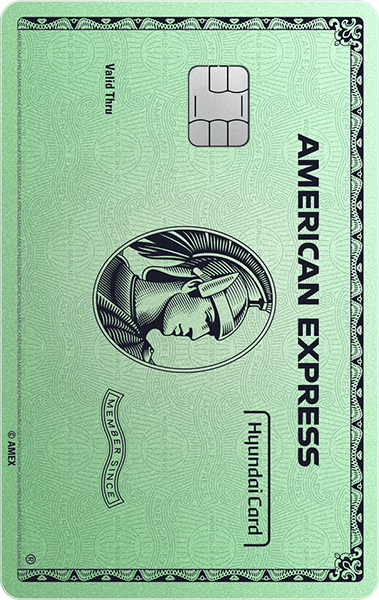 AMERICAN EXPRESS
Hyundai Card
Valid Thru
MEMBER SINCE
© AMEX
®